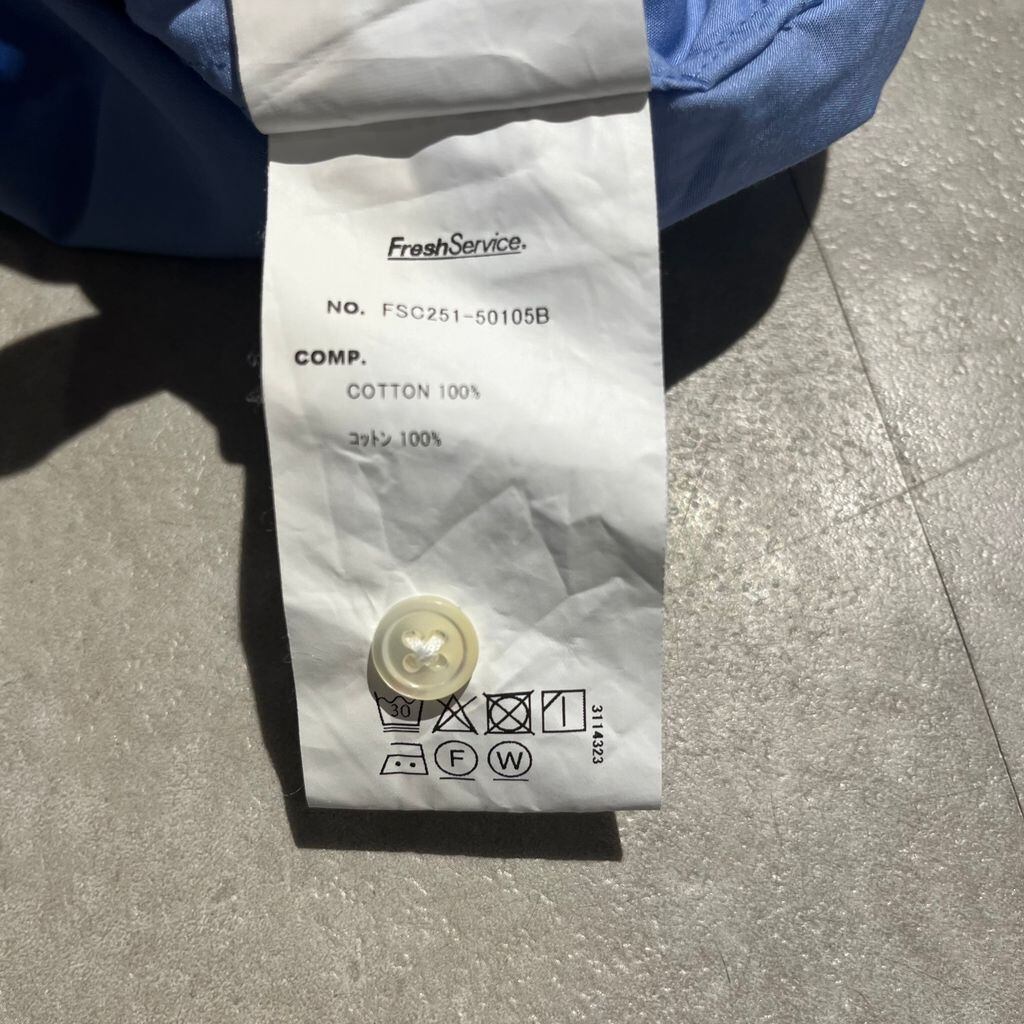 FreshService.
NO. FSC251-50105B
COMP.
COTTON 100%
コットン 100%
30
3114323
F W